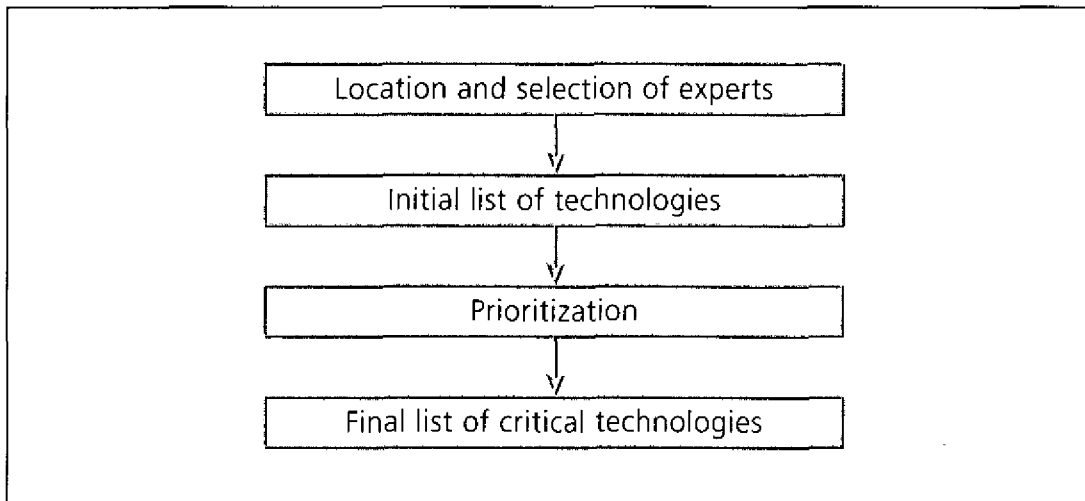 Location and selection of experts
Initial list of technologies
Prioritization
Final list of critical technologies